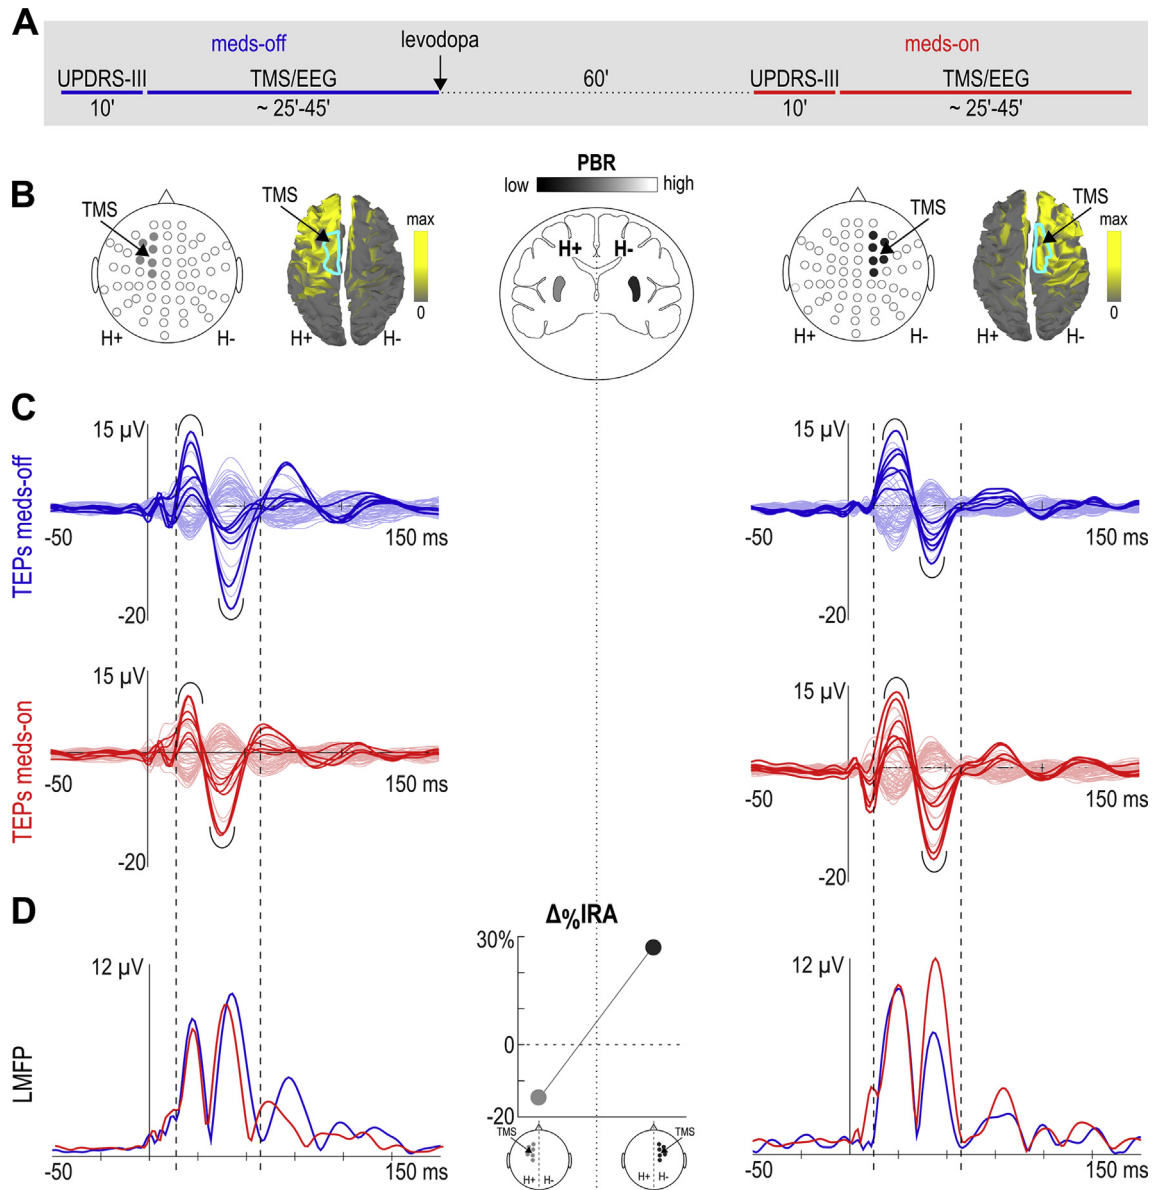 A
meds-off
levodopa
meds-on
UPDRS-III
TMS/EEG
60'
UPDRS-III
TMS/EEG
10'
~ 25'-45'
10'
~ 25'-45'
B
TMS
TMS
max
0
H+
H-
H+
H-
PBR
low
high
H+
H-
TMS
TMS
max
0
H+
H-
H+
H-
C
TEPs meds-off
15 µV
-50
150 ms
-20
15 µV
-50
150 ms
-20
TEPs meds-on
15 µV
-50
150 ms
-20
15 µV
-50
150 ms
-20
D
LMFP
12 µV
-50
150 ms
Δ%IRA
30%
0
-20
TMS
H+
H-
TMS
H+
H-
12 µV
-50
150 ms